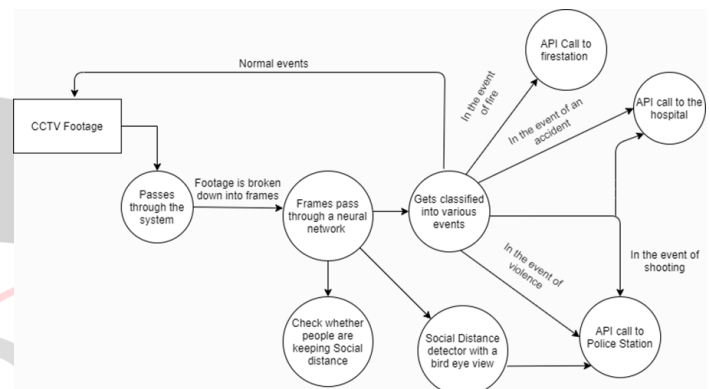 Normal events
CCTV Footage
Passes
through the
system
Footage is broken
down into frames
Frames pass
through a neural
network
Gets classified
into various
events
In the event
of fire
API Call to
firestation
In the event of an
accident
API call to the
hospital
In the event of
shooting
In the event of
violence
API call to
Police Station
Check whether
people are
keeping Social
distance
Social Distance
detector with a
bird eye view